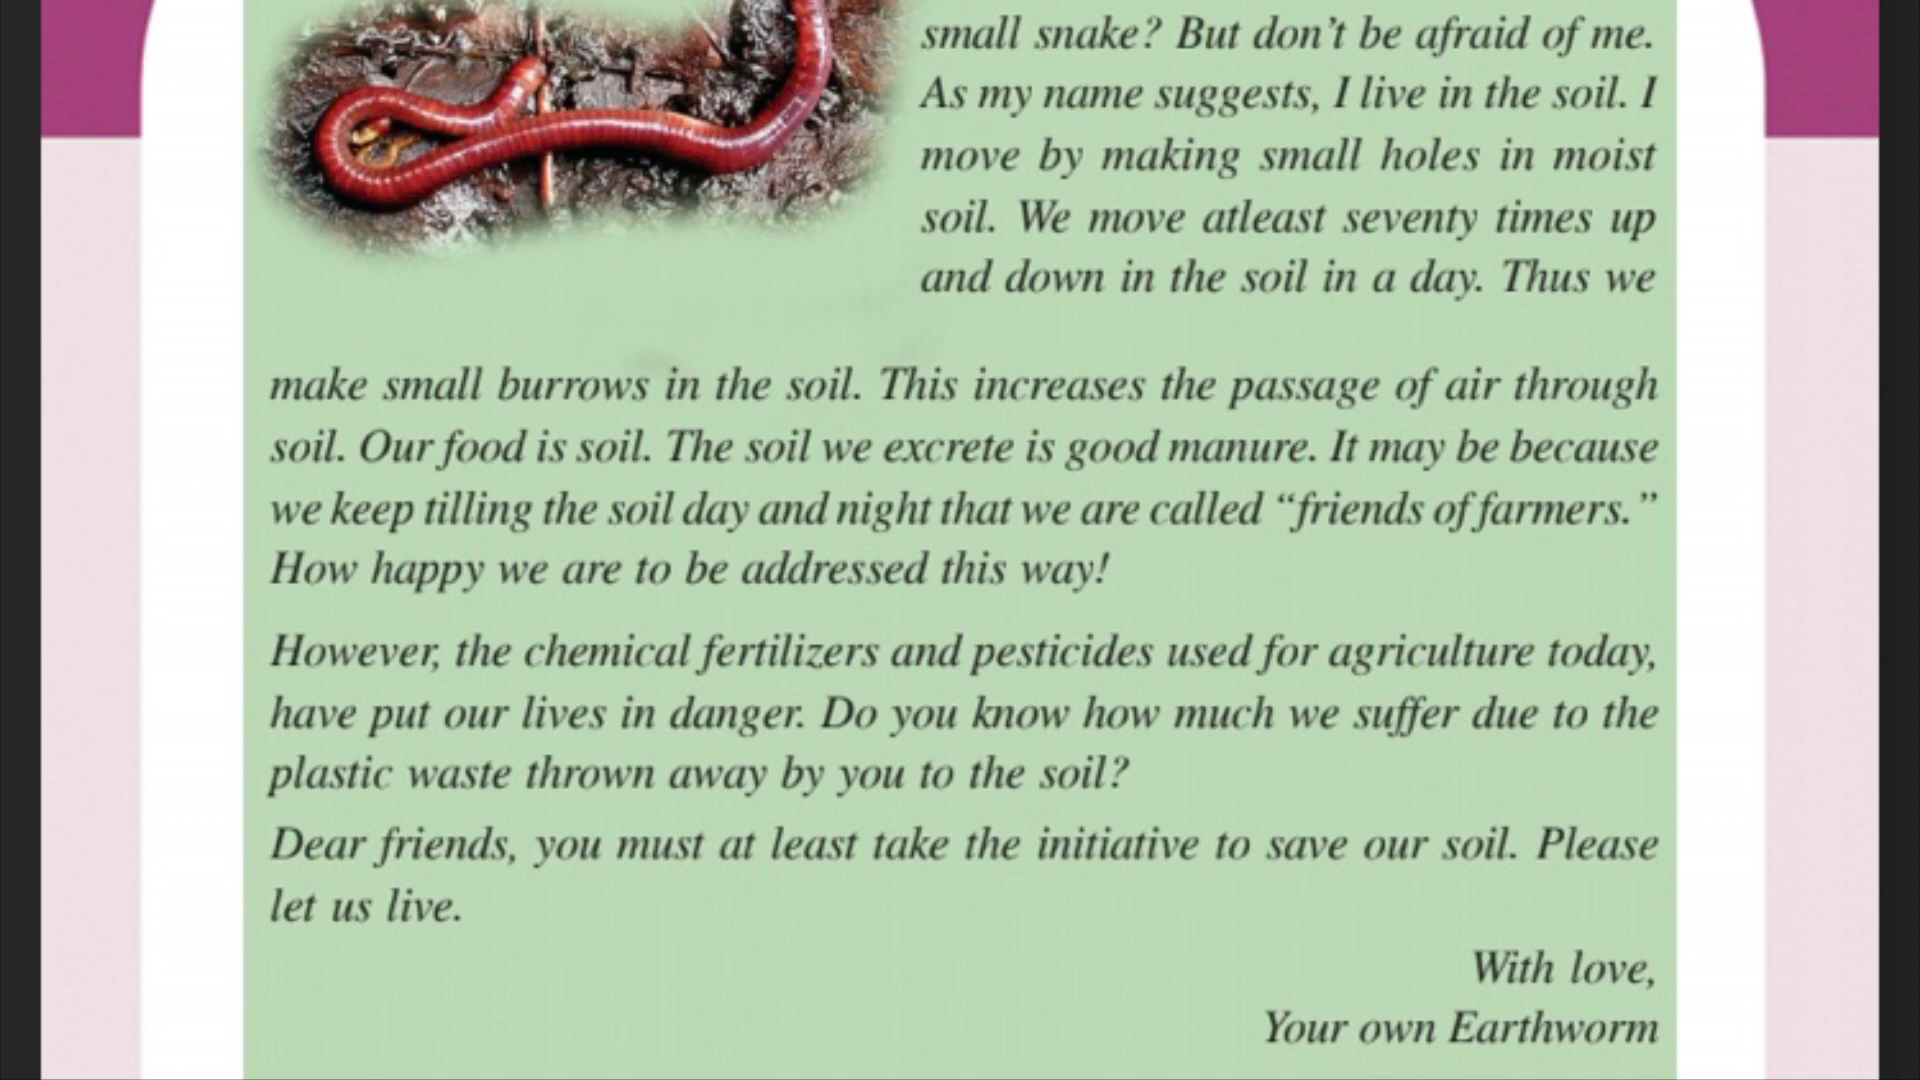 small snake? But don't be afraid of me.
As my name suggests, I live in the soil. I
move by making small holes in moist
soil. We move atleast seventy times up
and down in the soil in a day. Thus we
make small burrows in the soil. This increases the passage of air through
soil. Our food is soil. The soil we excrete is good manure. It may be because
we keep tilling the soil day and night that we are called “friends of farmers.”
How happy we are to be addressed this way!
However, the chemical fertilizers and pesticides used for agriculture today,
have put our lives in danger. Do you know how much we suffer due to the
plastic waste thrown away by you to the soil?
Dear friends, you must at least take the initiative to save our soil. Please
let us live.
With love,
Your own Earthworm